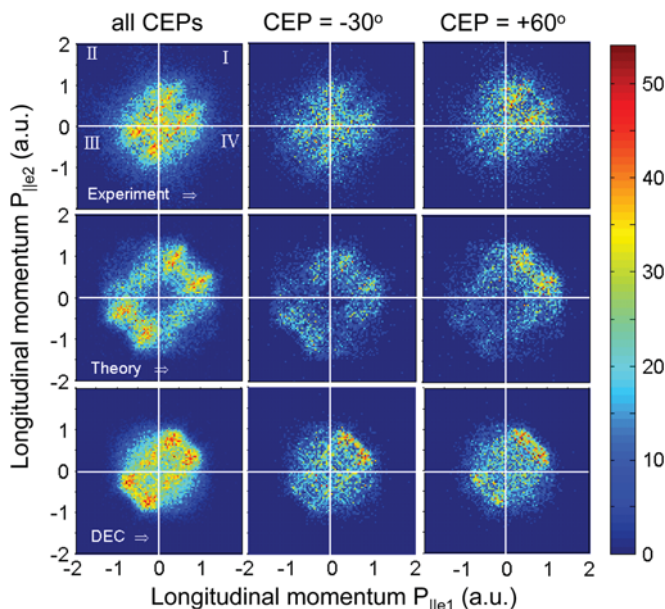 all CEPs CEP = -30º CEP = +60º
2
1
0
-1
-2
II I
III IV
Experiment ⇒
2
1
0
-1
-2
Theory ⇒
2
1
0
-1
-2
DEC ⇒
-2 -1 0 1 -2 -1 0 1 -2 -1 0 1 2
Longitudinal momentum P||e2 (a.u.)
Longitudinal momentum P||e1 (a.u.)
50
40
30
20
10
0